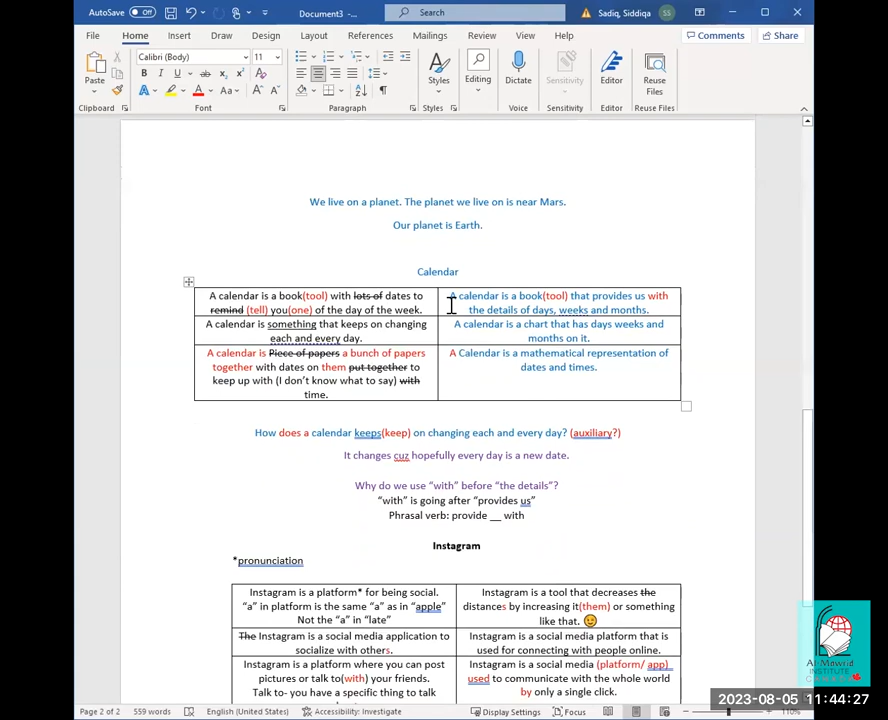 AutoSave Off Document3 -... Search Sadiq, Siddiqa SS
File Home Insert Draw Design Layout References Mailings Review View Help Comments Share
Calibri (Body) 11
Paste Styles Editing Dictate Sensitivity Editor Reuse Files
Clipboard Font Paragraph Styles Voice Sensitivity Editor Reuse Files
We live on a planet. The planet we live on is near Mars.
Our planet is Earth.
Calendar
A calendar is a book(tool) with lots of dates to
remind (tell) you(one) of the day of the week.
A calendar is a book(tool) that provides us with
the details of days, weeks and months.
A calendar is something that keeps on changing
each and every day.
A calendar is a chart that has days weeks and
months on it.
A calendar is Piece of papers a bunch of papers
together with dates on them put together to
keep up with (I don't know what to say) with
time.
A Calendar is a mathematical representation of
dates and times.
How does a calendar keeps(keep) on changing each and every day? (auxiliary?)
It changes cuz hopefully every day is a new date.
Why do we use "with" before "the details"?
"with" is going after "provides us"
Phrasal verb: provide __ with
Instagram
*pronunciation
Instagram is a platform* for being social.
"a" in platform is the same "a" as in "apple"
Not the "a" in "late"
Instagram is a tool that decreases the
distances by increasing it(them) or something
like that.
The Instagram is a social media application to
socialize with others.
Instagram is a social media platform that is
used for connecting with people online.
Instagram is a platform where you can post
pictures or talk to(with) your friends.
Talk to- you have a specific thing to talk
Instagram is a social media (platform/ app)
used to communicate with the whole world
by only a single click.
Al-Mawrid
INSTITUTE
CANADA
Page 2 of 2 559 words English (United States) Accessibility: Investigate Display Settings Focus 110%
2023-08-05 11:44:27